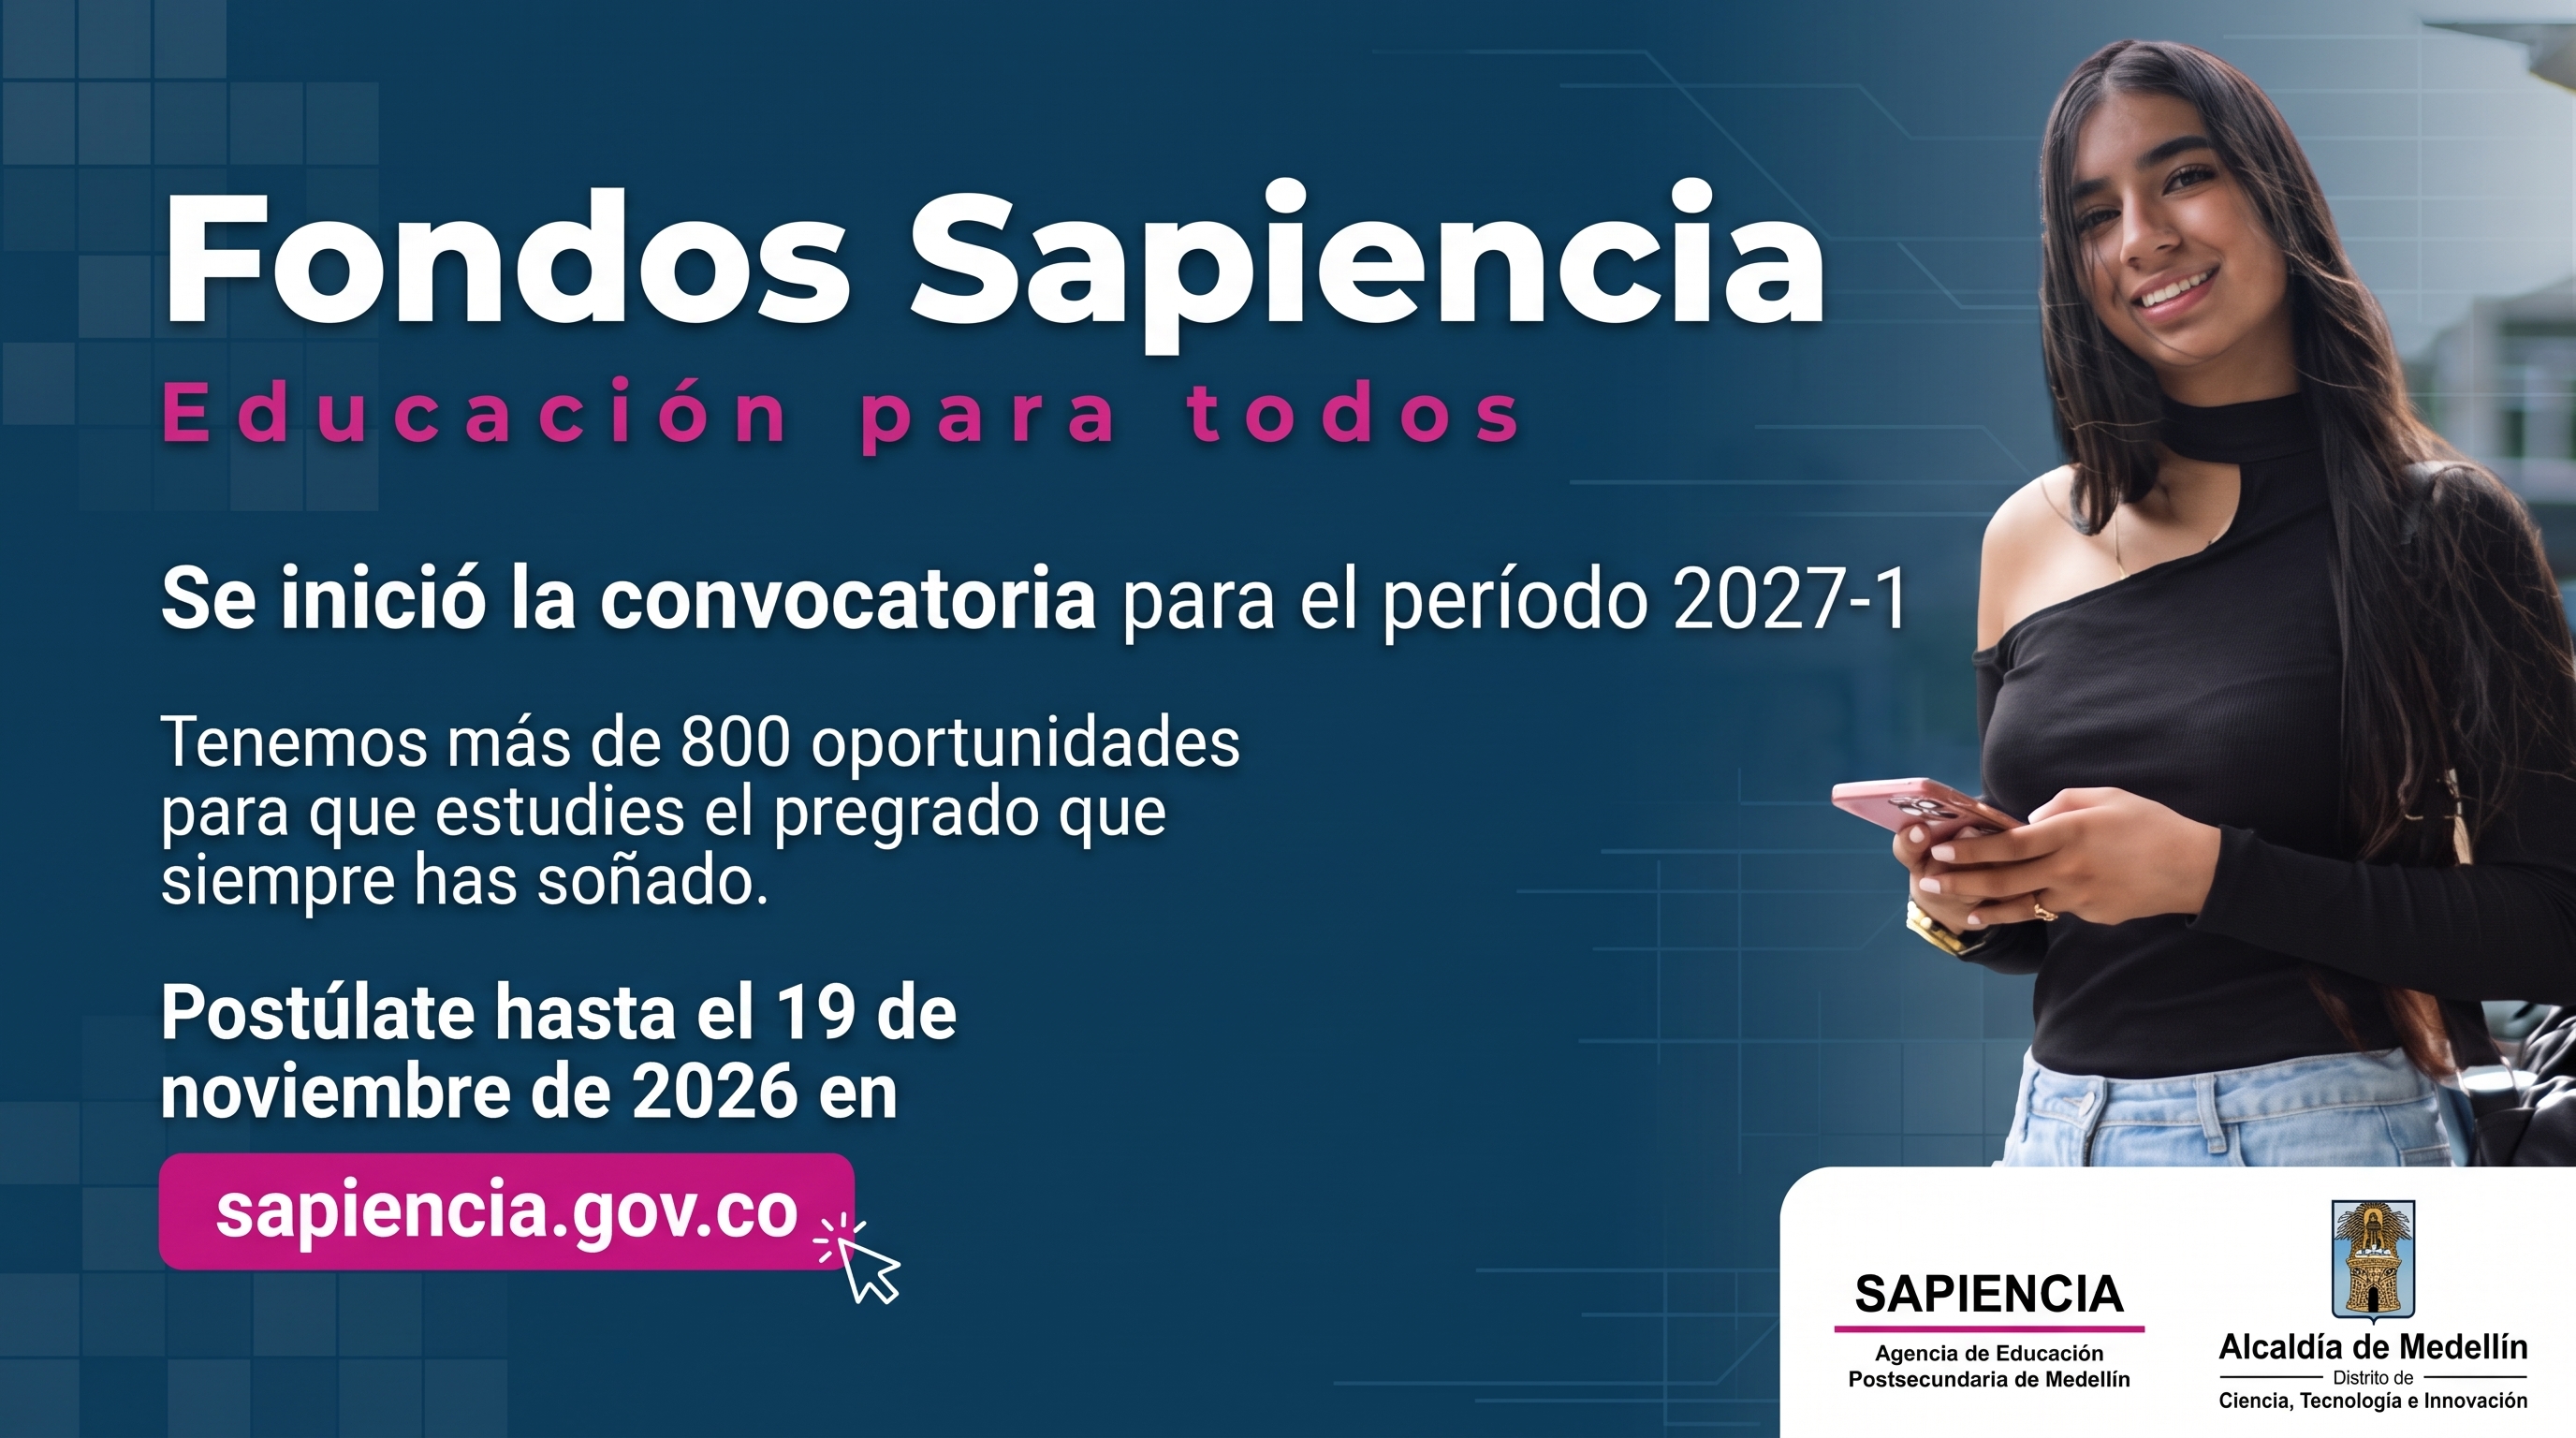 Fondos Sapiencia
Educación para todos
Se inició la convocatoria para el período 2027-1
Tenemos más de 800 oportunidades
para que estudies el pregrado que
siempre has soñado.
Postúlate hasta el 19 de
noviembre de 2026 en
sapiencia.gov.co
SAPIENCIA
Agencia de Educación
Postsecundaria de Medellín
Alcaldía de Medellín
Distrito de
Ciencia, Tecnología e Innovación